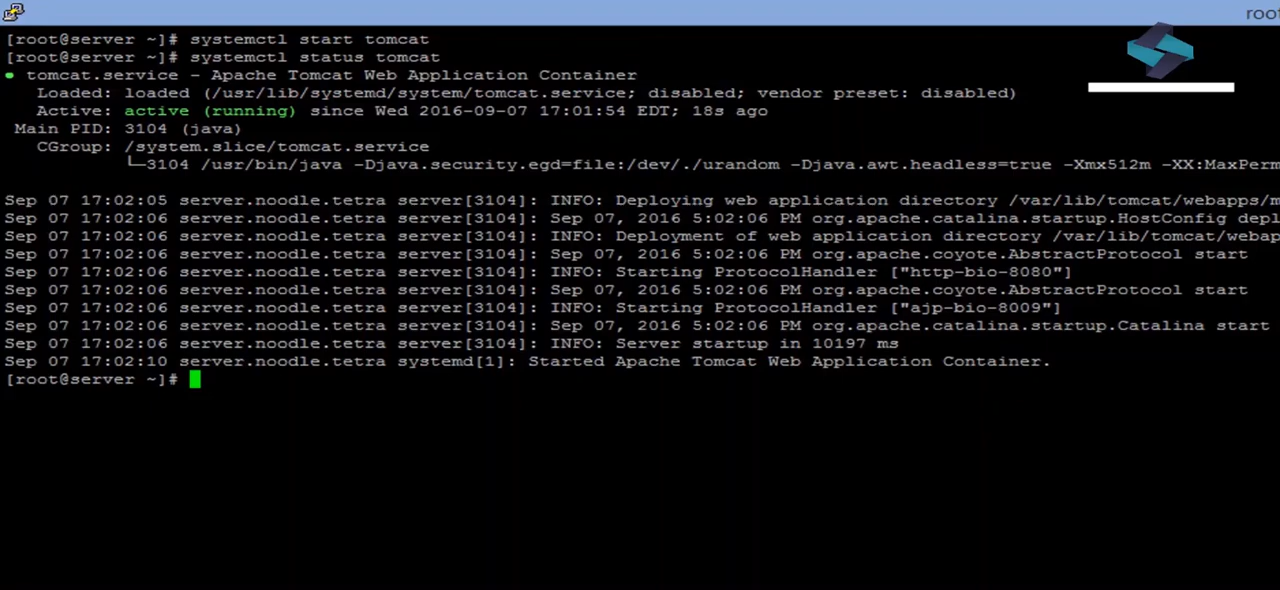 roo
[root@server ~]# systemctl start tomcat
[root@server ~]# systemctl status tomcat
● tomcat.service - Apache Tomcat Web Application Container
Loaded: loaded (/usr/lib/systemd/system/tomcat.service; disabled; vendor preset: disabled)
Active: active (running) since Wed 2016-09-07 17:01:54 EDT; 18s ago
Main PID: 3104 (java)
CGroup: /system.slice/tomcat.service
└─3104 /usr/bin/java -Djava.security.egd=file:/dev/./urandom -Djava.awt.headless=true -Xmx512m -XX:MaxPerm
Sep 07 17:02:05 server.noodle.tetra server[3104]: INFO: Deploying web application directory /var/lib/tomcat/webapps/m
Sep 07 17:02:06 server.noodle.tetra server[3104]: Sep 07, 2016 5:02:06 PM org.apache.catalina.startup.HostConfig depl
Sep 07 17:02:06 server.noodle.tetra server[3104]: INFO: Deployment of web application directory /var/lib/tomcat/webap
Sep 07 17:02:06 server.noodle.tetra server[3104]: Sep 07, 2016 5:02:06 PM org.apache.coyote.AbstractProtocol start
Sep 07 17:02:06 server.noodle.tetra server[3104]: INFO: Starting ProtocolHandler ["http-bio-8080"]
Sep 07 17:02:06 server.noodle.tetra server[3104]: Sep 07, 2016 5:02:06 PM org.apache.coyote.AbstractProtocol start
Sep 07 17:02:06 server.noodle.tetra server[3104]: INFO: Starting ProtocolHandler ["ajp-bio-8009"]
Sep 07 17:02:06 server.noodle.tetra server[3104]: Sep 07, 2016 5:02:06 PM org.apache.catalina.startup.Catalina start
Sep 07 17:02:06 server.noodle.tetra server[3104]: INFO: Server startup in 10197 ms
Sep 07 17:02:10 server.noodle.tetra systemd[1]: Started Apache Tomcat Web Application Container.
[root@server ~]#